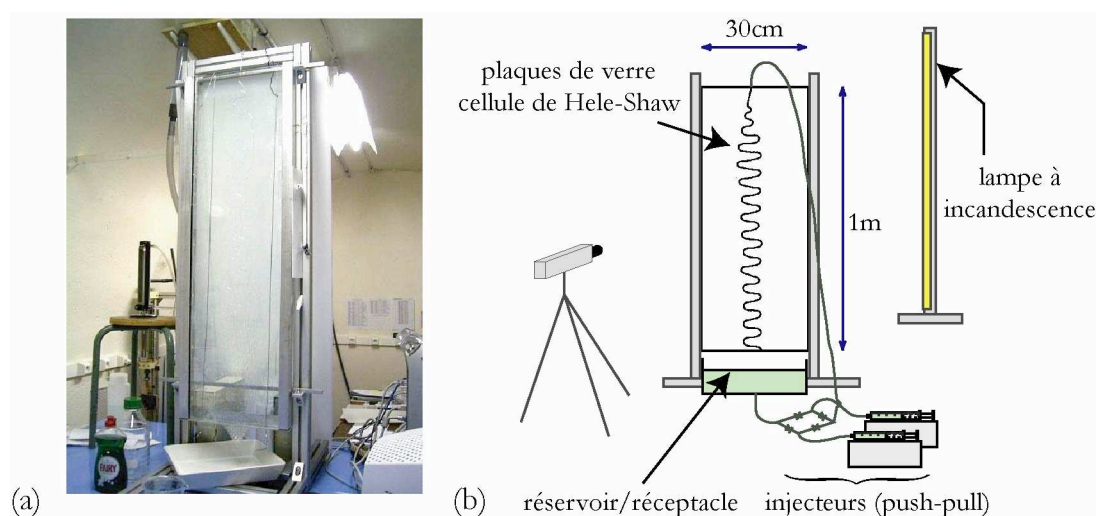 30cm
plaques de verre
cellule de Hele-Shaw
lampe à
incandescence
1m
FAIRY
(a)
(b)
réservoir/réceptacle
injecteurs (push-pull)